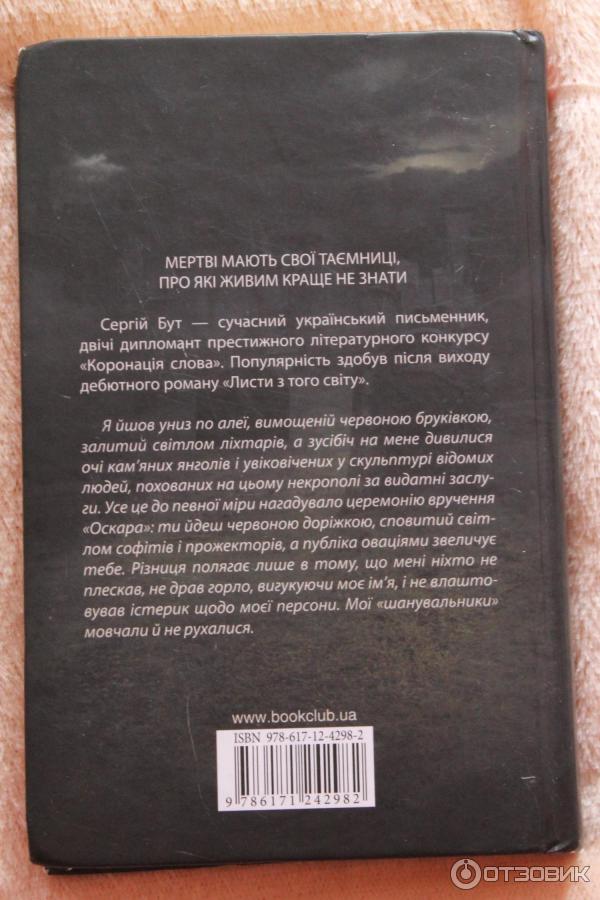 МЕРТВІ МАЮТЬ СВОЇ ТАЄМНИЦІ,
ПРО ЯКІ ЖИВИМ КРАЩЕ НЕ ЗНАТИ
Сергій Бут — сучасний український письменник,
двічі дипломант престижного літературного конкурсу
«Коронація слова». Популярність здобув після виходу
дебютного роману «Листи з того світу».
Я йшов униз по алеї, вимощеній червоною бруківкою,
залитий світлом ліхтарів, а зусібіч на мене дивилися
очі кам’яних янголів і увіковічених у скульптурі відомих
людей, похованих на цьому некрополі за видатні заслу-
ги. Усе це до певної міри нагадувало церемонію вручення
«Оскара»: ти йдеш червоною доріжкою, сповитий світ-
лом софітів і прожекторів, а публіка оваціями звеличує
тебе. Різниця полягає лише в тому, що мені ніхто не
плескав, не драв горло, вигукуючи моє ім’я, і не влашто-
вував істерик щодо моєї персони. Мої «шанувальники»
мовчали й не рухалися.
www.bookclub.ua
ISBN 978-617-12-4298-2
9 786171 242982
ОТЗОВИК